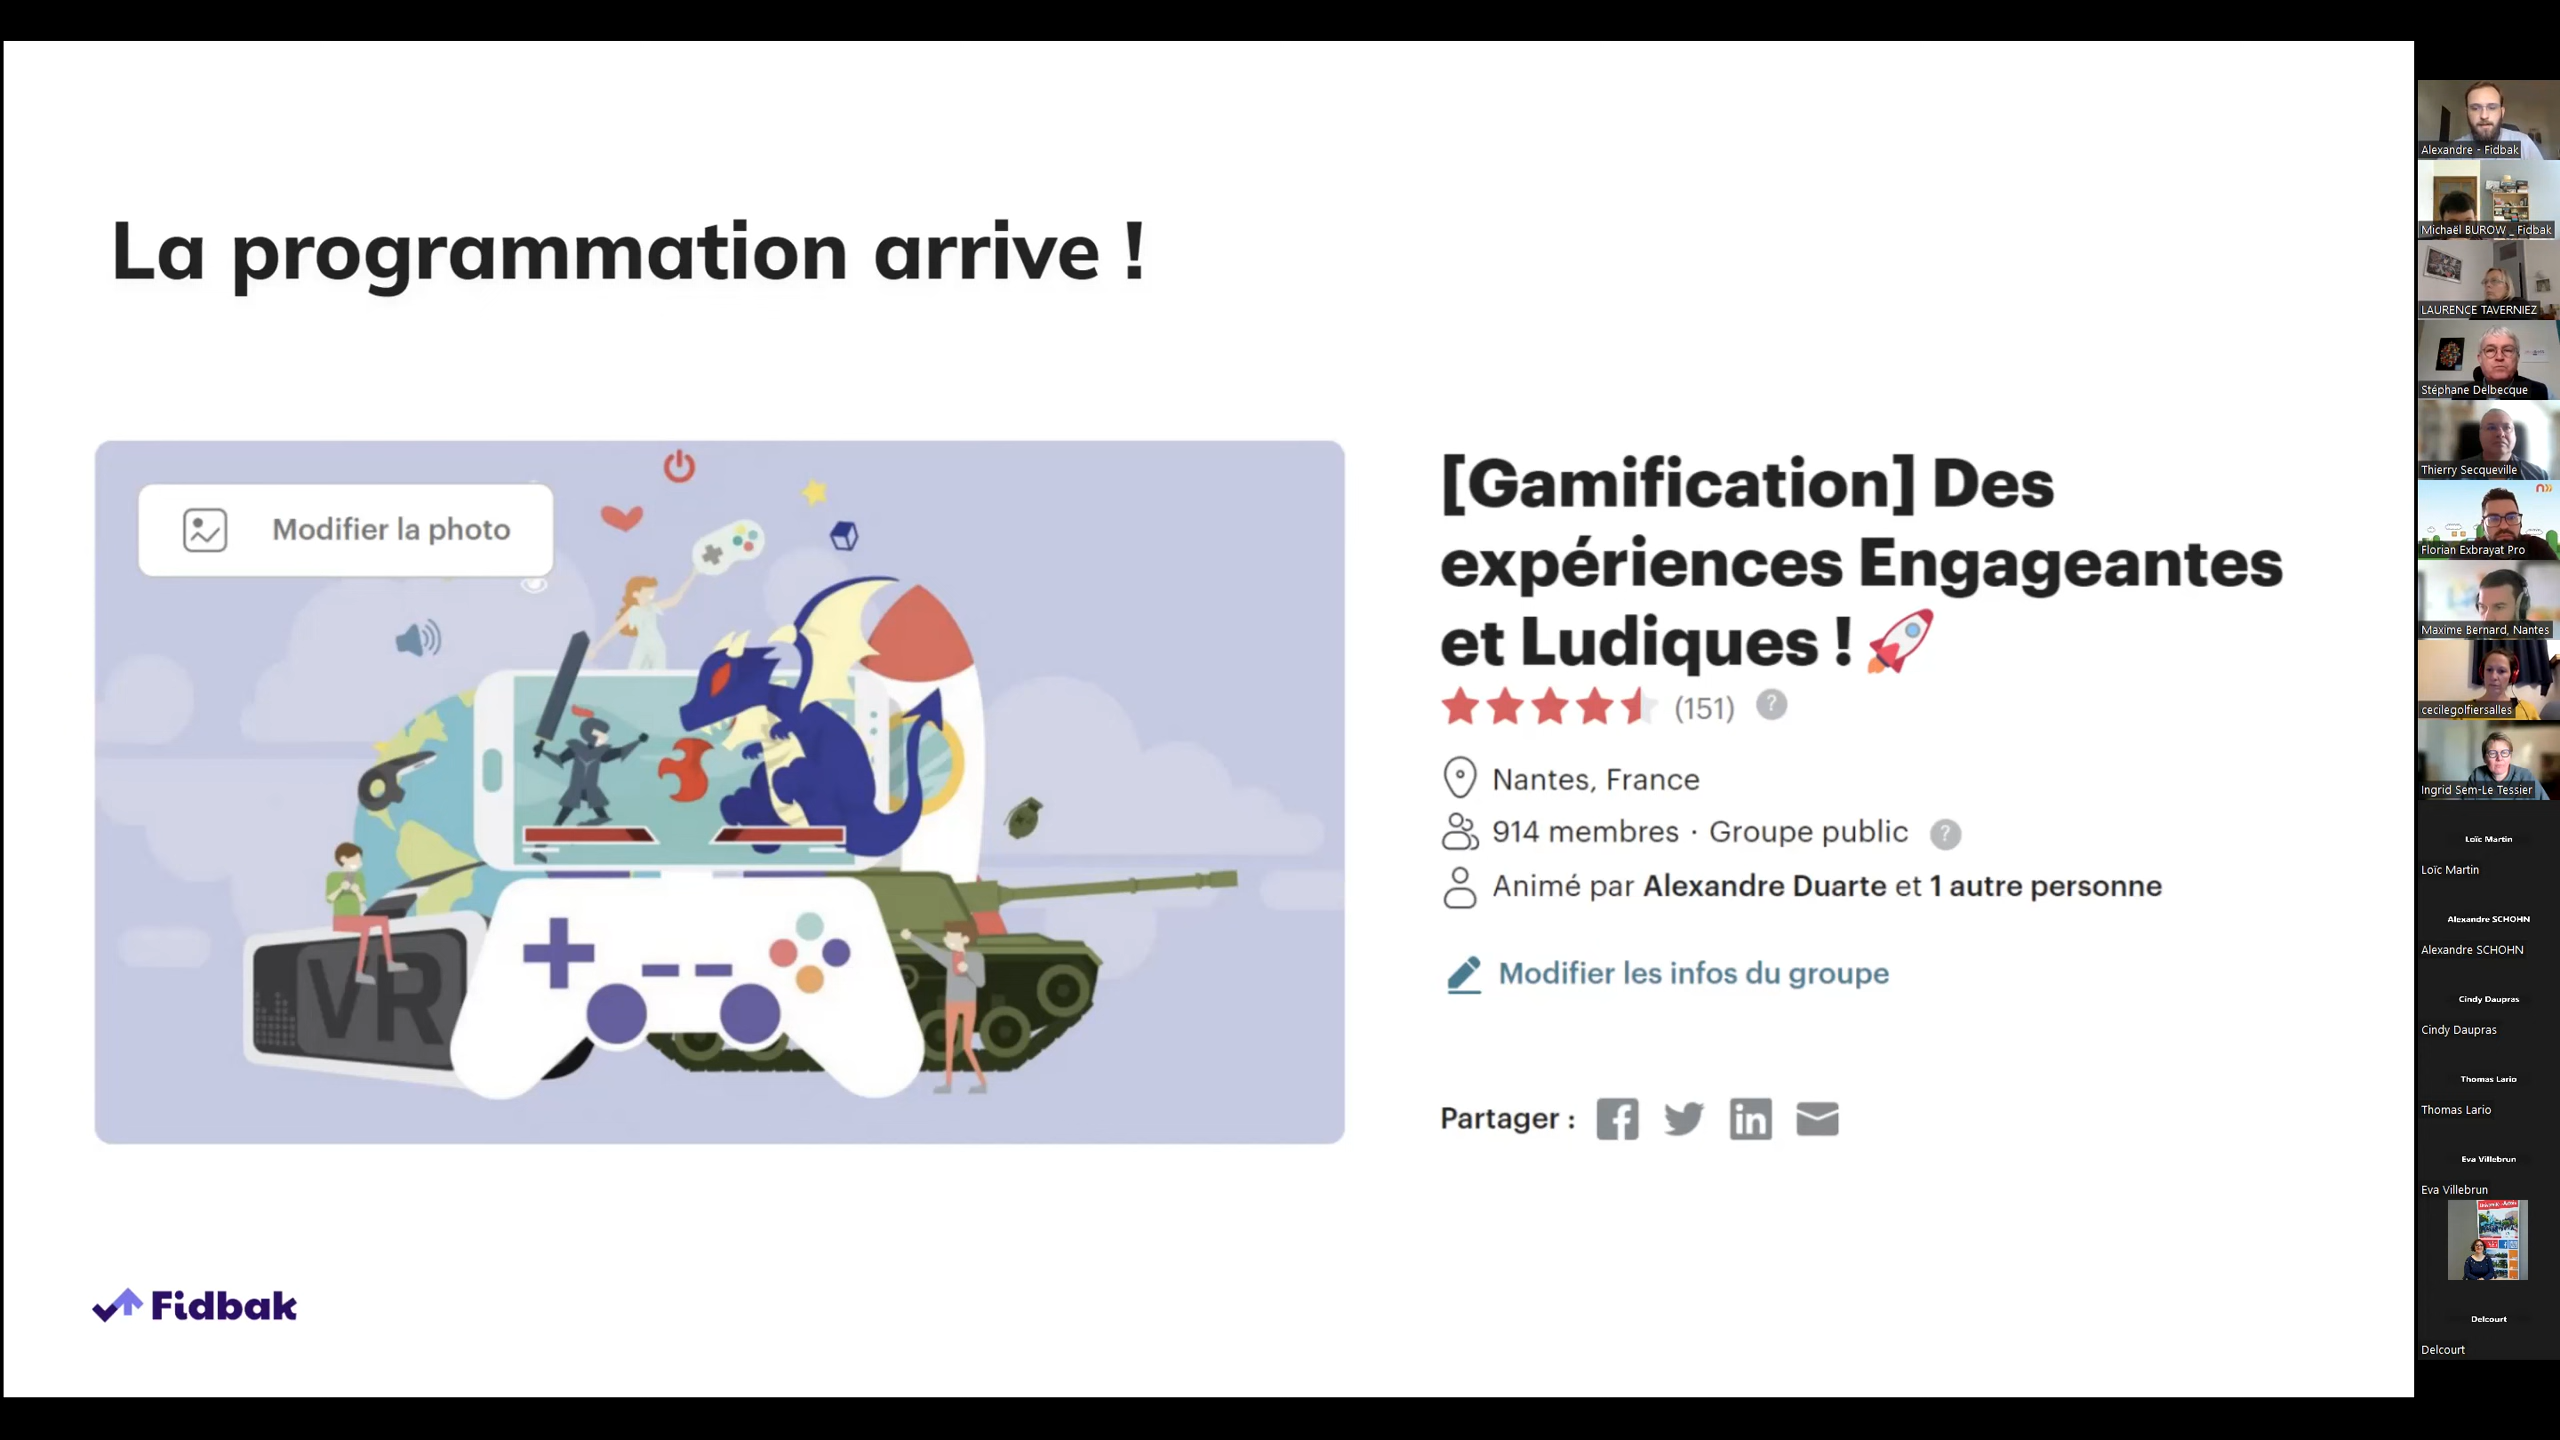 La programmation arrive !
Modifier la photo
VR
[Gamification] Des
expériences Engageantes
et Ludiques ! 🚀
(151) ?
Nantes, France
914 membres · Groupe public ?
Animé par Alexandre Duarte et 1 autre personne
Modifier les infos du groupe
Partager :
Fidbak
Alexandre - Fidbak
Michaël BUROW _ Fidbak
LAURENCE TAVERNIEZ
Stéphane Delbecque
Thierry Secqueville
Florian Exbrayat Pro
Maxime Bernard, Nantes
cecilegolfiersalles
Ingrid Sem-Le Tessier
Loïc Martin
Loïc Martin
Alexandre SCHOHN
Alexandre SCHOHN
Cindy Daupras
Cindy Daupras
Thomas Lario
Thomas Lario
Eva Villebrun
Eva Villebrun
Delcourt
Delcourt